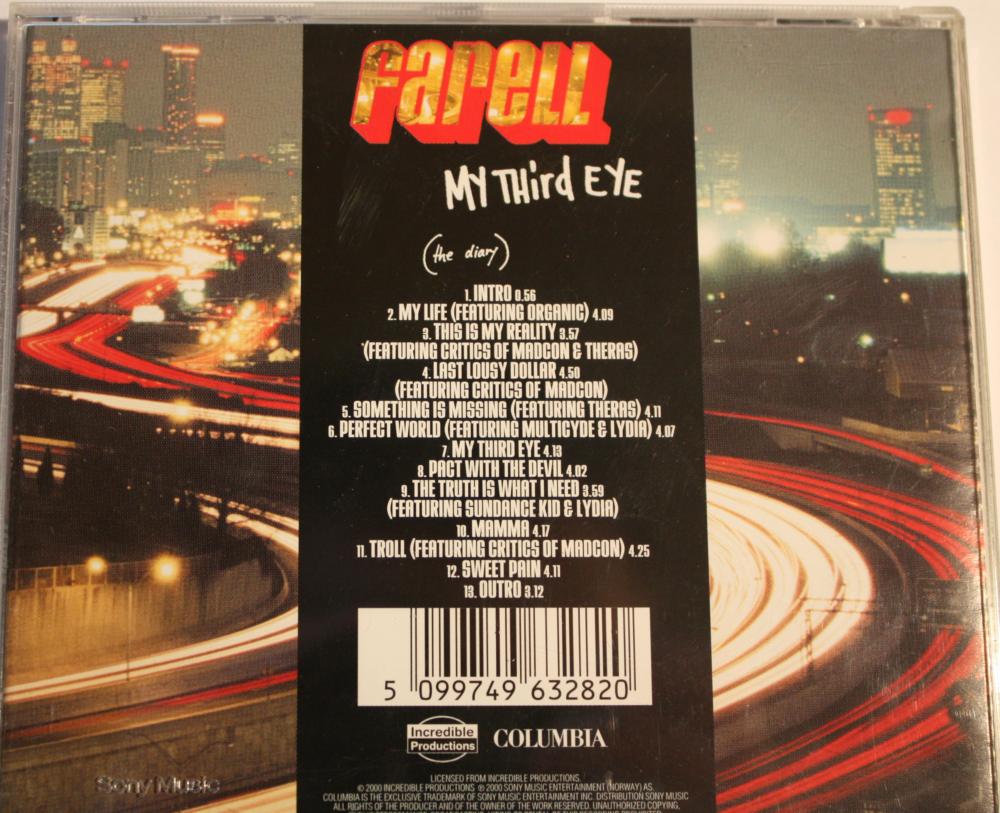 Farell
MY THird EYE
(the diary)
1. INTRO 0.56
2. MY LIFE (FEATURING ORGANIC) 4.09
3. THIS IS MY REALITY 3.57
(FEATURING CRITICS OF MADCON & THERAS)
4. LAST LOUSY DOLLAR 4.50
(FEATURING CRITICS OF MADCON)
5. SOMETHING IS MISSING (FEATURING THERAS) 4.11
6. PERFECT WORLD (FEATURING MULTICYDE & LYDIA) 4.07
7. MY THIRD EYE 4.13
8. PACT WITH THE DEVIL 4.02
9. THE TRUTH IS WHAT I NEED 3.59
(FEATURING SUNDANCE KID & LYDIA)
10. MAMMA 4.17
11. TROLL (FEATURING CRITICS OF MADCON) 4.25
12. SWEET PAIN 4.11
13. OUTRO 3.12
5 099749 632820
Incredible
Productions
COLUMBIA
Sony Music
LICENSED FROM INCREDIBLE PRODUCTIONS.
© 2000 INCREDIBLE PRODUCTIONS ℗ 2000 SONY MUSIC ENTERTAINMENT (NORWAY) AS.
COLUMBIA IS THE EXCLUSIVE TRADEMARK OF SONY MUSIC ENTERTAINMENT INC. DISTRIBUTION SONY MUSIC
ALL RIGHTS OF THE PRODUCER AND OF THE OWNER OF THE WORK RESERVED. UNAUTHORIZED COPYING,